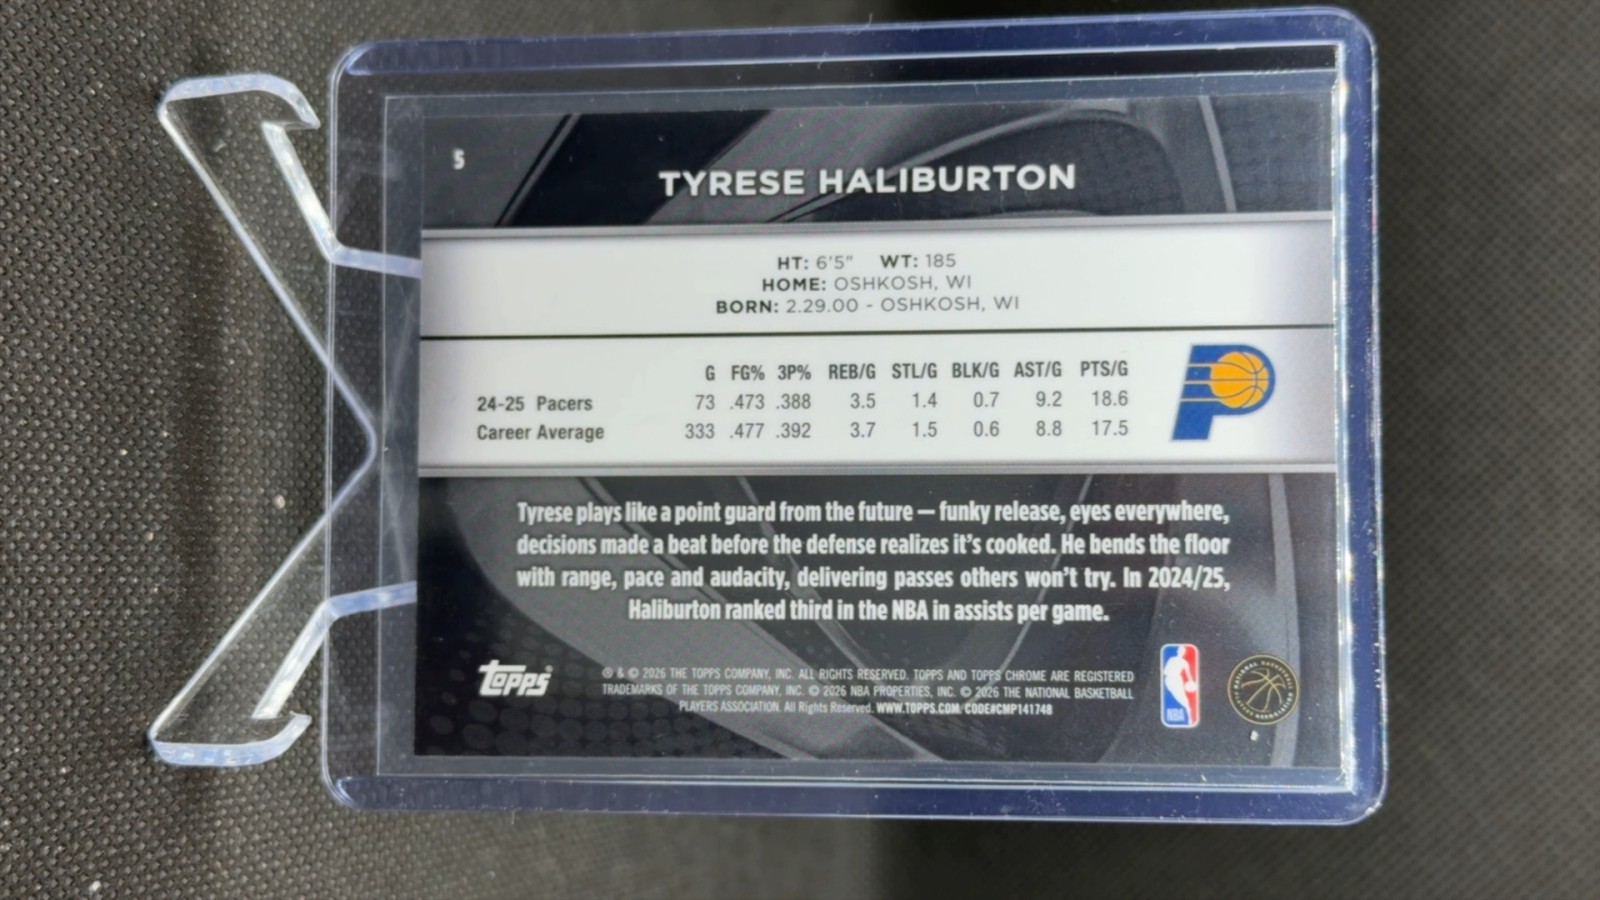 5
TYRESE HALIBURTON
HT: 6'5" WT: 185
HOME: OSHKOSH, WI
BORN: 2.29.00 - OSHKOSH, WI
G FG% 3P% REB/G STL/G BLK/G AST/G PTS/G
24-25 Pacers 73 .473 .388 3.5 1.4 0.7 9.2 18.6
Career Average 333 .477 .392 3.7 1.5 0.6 8.8 17.5
Tyrese plays like a point guard from the future — funky release, eyes everywhere,
decisions made a beat before the defense realizes it's cooked. He bends the floor
with range, pace and audacity, delivering passes others won't try. In 2024/25,
Haliburton ranked third in the NBA in assists per game.
topps
® & © 2026 THE TOPPS COMPANY, INC. ALL RIGHTS RESERVED. TOPPS AND TOPPS CHROME ARE REGISTERED
TRADEMARKS OF THE TOPPS COMPANY, INC. © 2026 NBA PROPERTIES, INC. © 2026 THE NATIONAL BASKETBALL
PLAYERS ASSOCIATION. All Rights Reserved. WWW.TOPPS.COM CODE#CMP141748
NBA